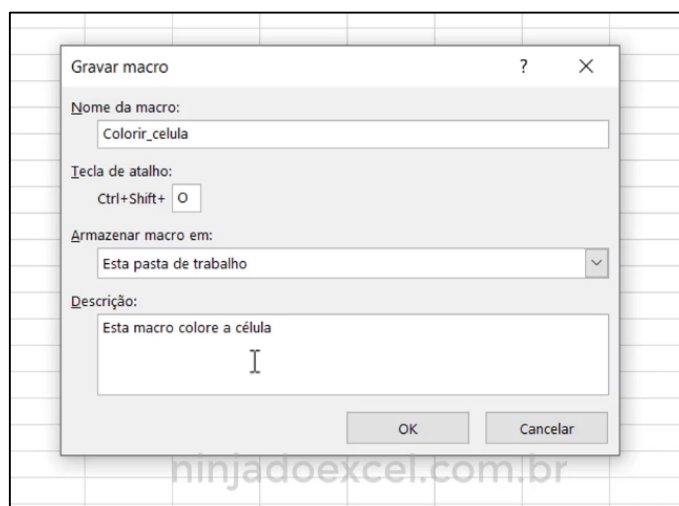 Gravar macro ?
Nome da macro:
Colorir_celula
Tecla de atalho:
Ctrl+Shift+ O
Armazenar macro em:
Esta pasta de trabalho
Descrição:
Esta macro colore a célula
OK Cancelar
ninjadoexcel.com.br